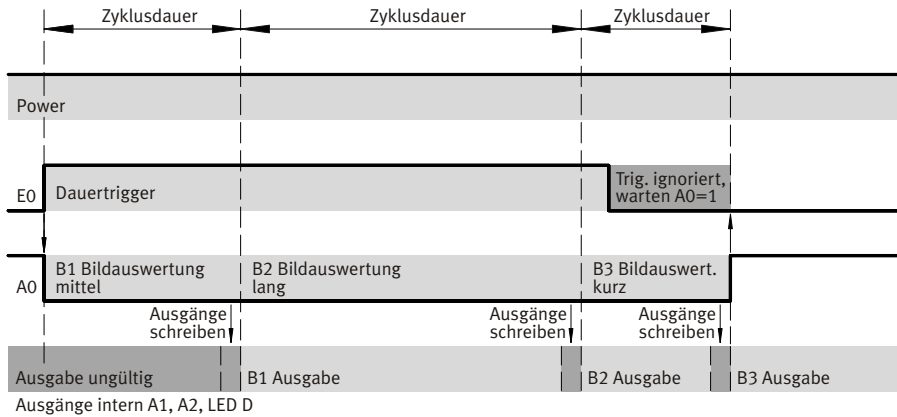 Zyklusdauer Zyklusdauer Zyklusdauer
Power
E0 Dauertrigger
Trig. ignoriert,
warten A0=1
A0
B1 Bildauswertung
mittel
B2 Bildauswertung
lang
B3 Bildauswert.
kurz
Ausgänge
schreiben
Ausgänge
schreiben
Ausgänge
schreiben
Ausgabe ungültig B1 Ausgabe B2 Ausgabe B3 Ausgabe
Ausgänge intern A1, A2, LED D